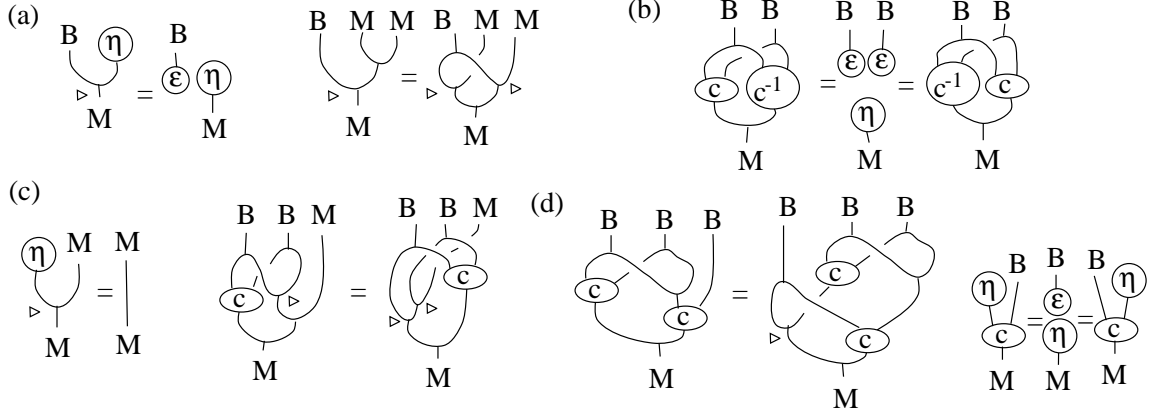 (a)
B η B B M M B M M
ε η
▷ = ▷ = ▷ ▷
M M M M
(b)
B B B B B B
c c⁻¹ = ε ε = c⁻¹ c
η
M M M
(c)
η M M B B M B B M
c ▷ c
▷ = = ▷ ▷
M M M M
(d)
B B B B B B
c c
c = ▷ c
M M
η B B B η
c = ε = c
η
M M M